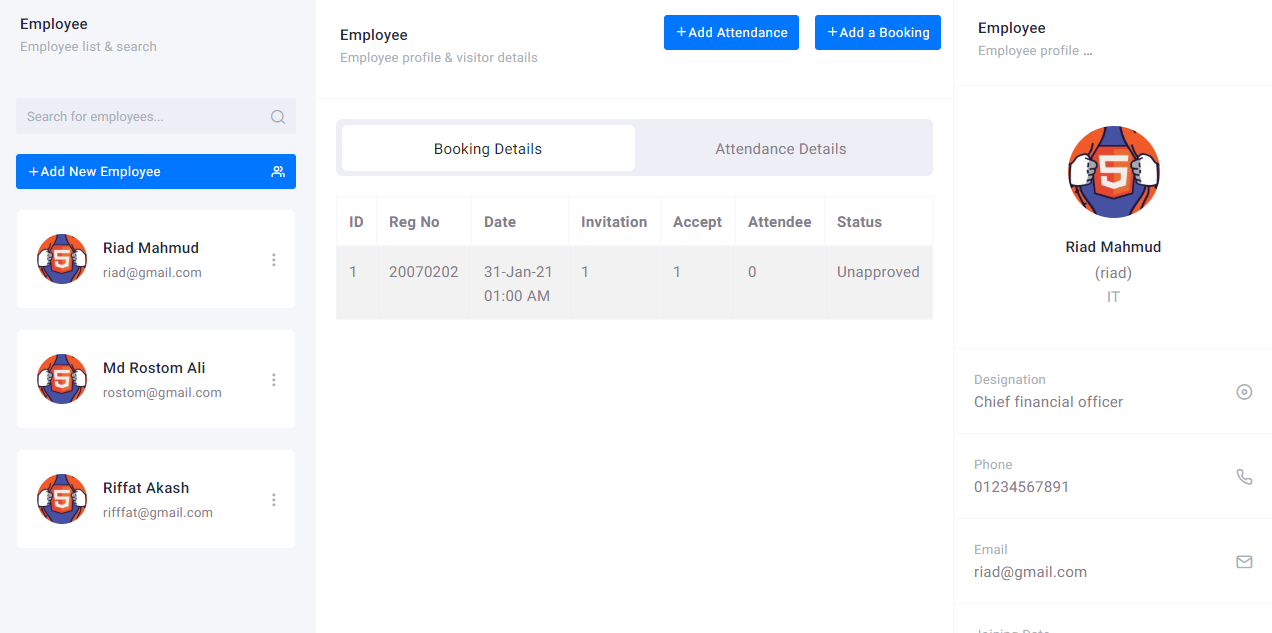 Employee
Employee list & search
Search for employees...
+Add New Employee
Riad Mahmud
riad@gmail.com
Md Rostom Ali
rostom@gmail.com
Riffat Akash
rifffat@gmail.com
Employee
Employee profile & visitor details
+Add Attendance
+Add a Booking
Booking Details
Attendance Details
ID Reg No Date Invitation Accept Attendee Status
1 20070202 31-Jan-21 1 1 0 Unapproved
01:00 AM
Employee
Employee profile ...
5
Riad Mahmud
(riad)
IT
Designation
Chief financial officer
Phone
01234567891
Email
riad@gmail.com
Joining Date